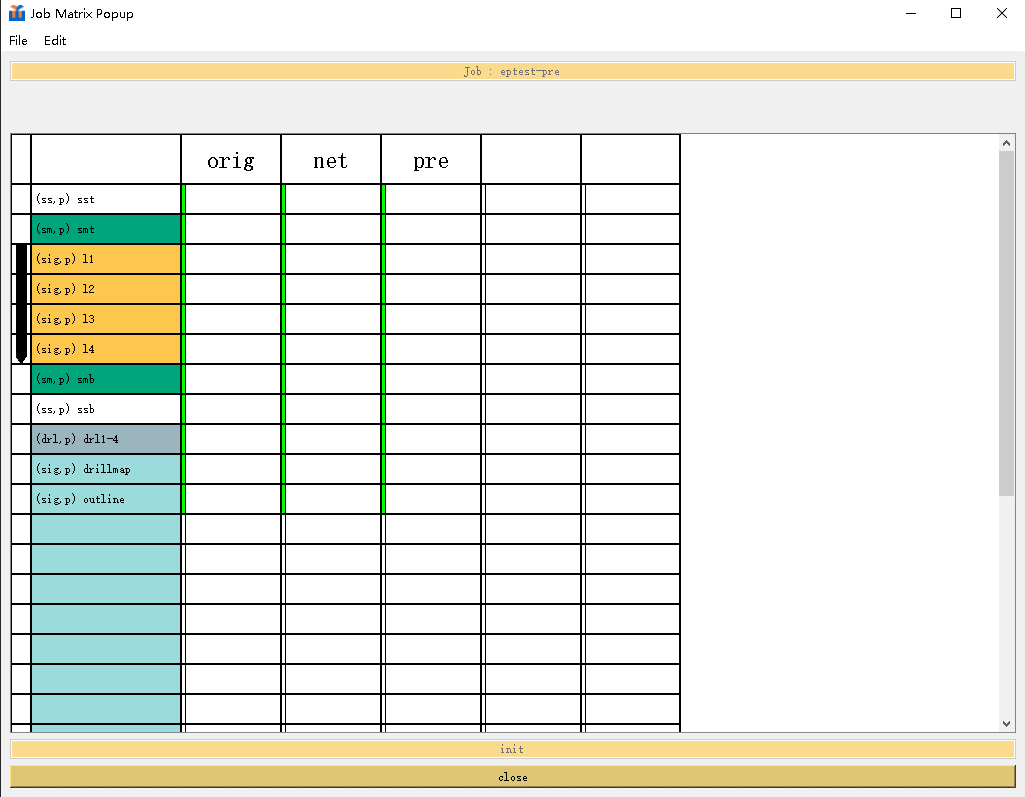 Job Matrix Popup
File Edit
Job : eptest-pre
orig net pre
(ss,p) sst
(sm,p) smt
(sig,p) l1
(sig,p) l2
(sig,p) l3
(sig,p) l4
(sm,p) smb
(ss,p) ssb
(drl,p) drl1-4
(sig,p) drillmap
(sig,p) outline
init
close